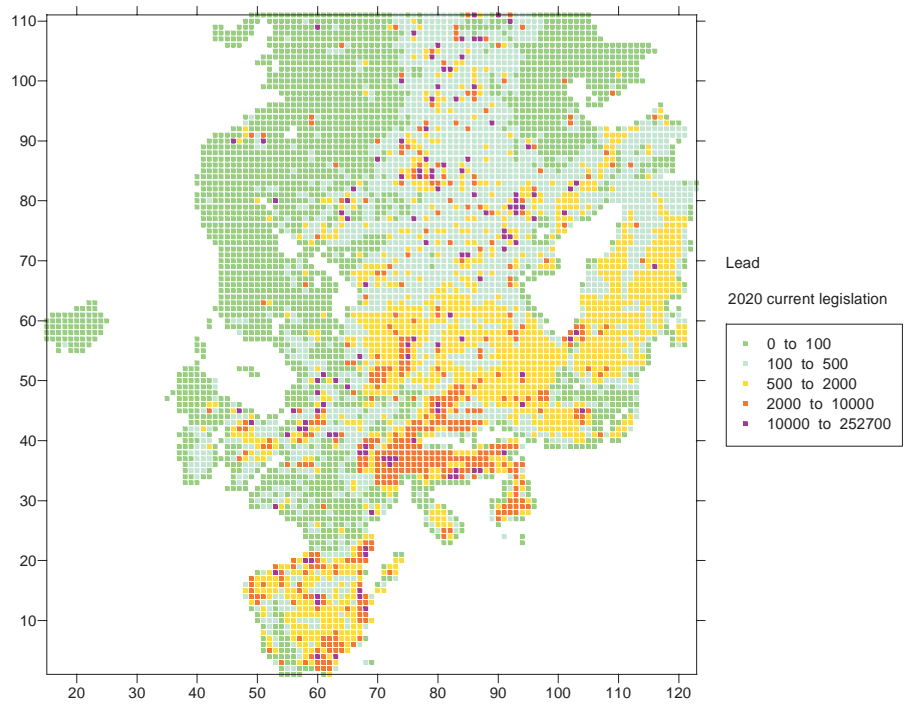 110
100
90
80
70
60
50
40
30
20
10
20 30 40 50 60 70 80 90 100 110 120
Lead
2020 current legislation
0 to 100
100 to 500
500 to 2000
2000 to 10000
10000 to 252700